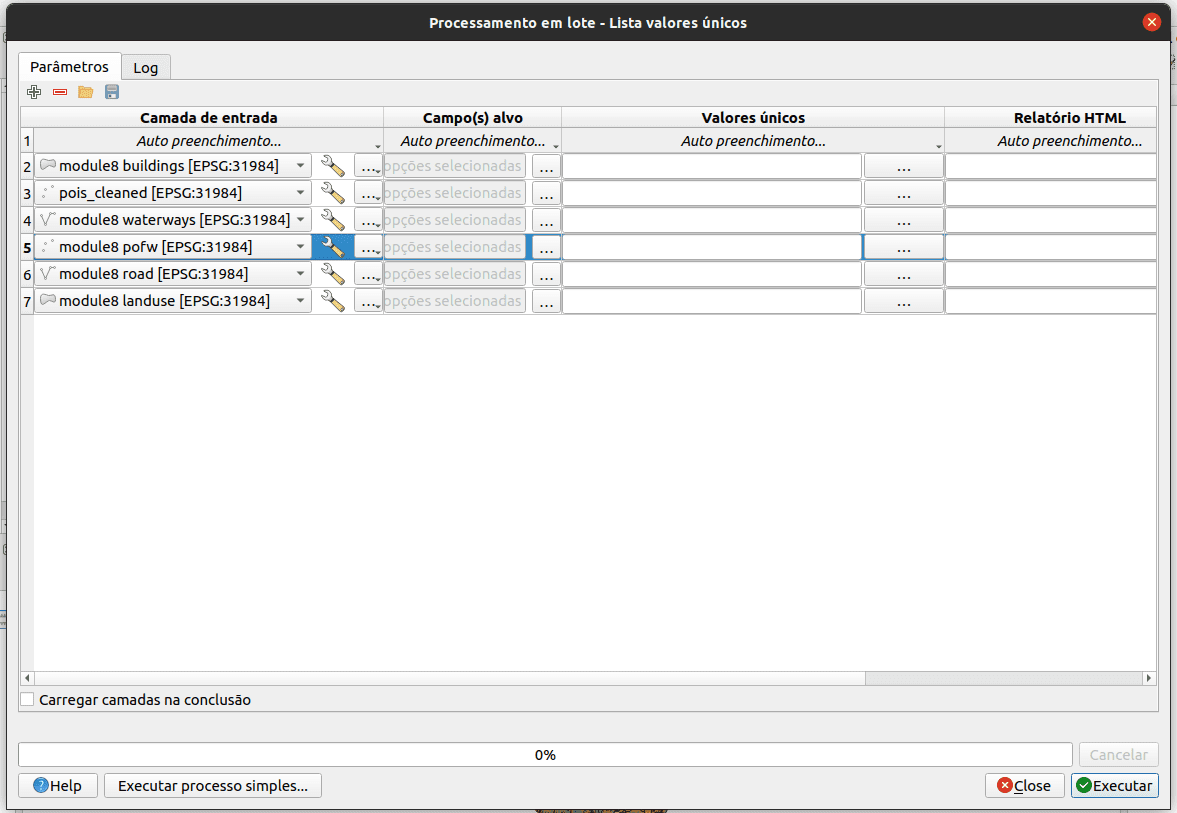 Processamento em lote - Lista valores únicos
Parâmetros Log
Camada de entrada Campo(s) alvo Valores únicos Relatório HTML
1 Auto preenchimento... Auto preenchimento... Auto preenchimento... Auto preenchimento...
2 module8 buildings [EPSG:31984] ... opções selecionadas ... ...
3 pois_cleaned [EPSG:31984] ... opções selecionadas ... ...
4 module8 waterways [EPSG:31984] ... opções selecionadas ... ...
5 module8 pofw [EPSG:31984] ... opções selecionadas ... ...
6 module8 road [EPSG:31984] ... opções selecionadas ... ...
7 module8 landuse [EPSG:31984] ... opções selecionadas ... ...
Carregar camadas na conclusão
0% Cancelar
Help Executar processo simples... Close Executar